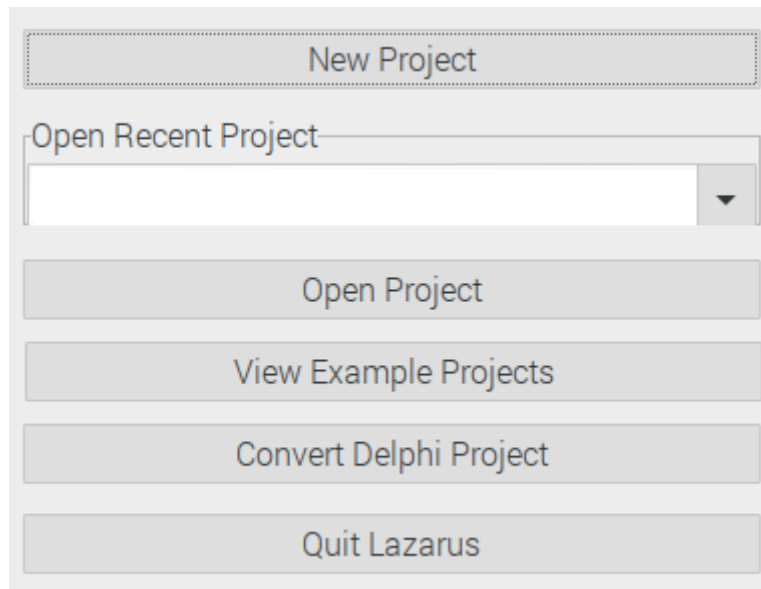 New Project
Open Recent Project
Open Project
View Example Projects
Convert Delphi Project
Quit Lazarus